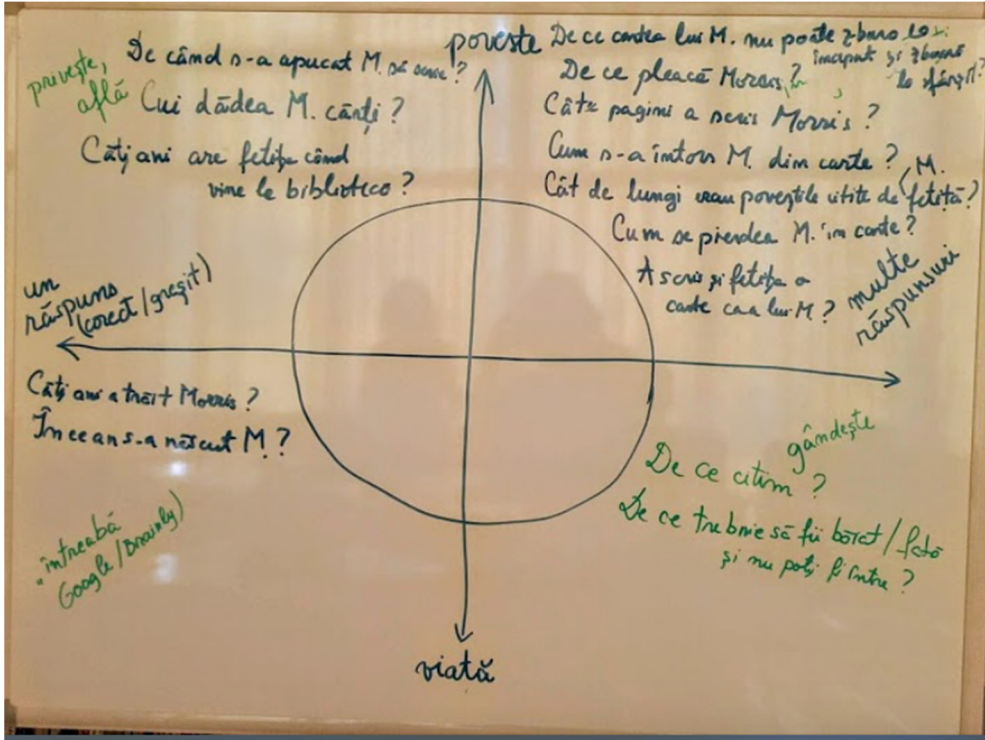 poveste
privește,
află
De când s-a apucat M. să scrie?
Cui dădea M. cărți?
Câți ani are fetița când
vine la bibliotecă?
De ce cartea lui M. nu poate zbura la
început și zboară
la sfârșit?
De ce pleacă Morris?
Câte pagini a scris Morris?
Cum s-a întors M. din carte?
Cât de lungi erau poveștile citite de fetiță?
M.
Cum se pierdea M. în carte?
A scris și fetița o
carte ca a lui M?
multe
răspunsuri
un
răspuns
(corect/greșit)
Câți ani a trăit Morris?
În ce an s-a născut M?
întreabă
Google/Brainly)
gândește
De ce citim?
De ce trebuie să fii băiat/fată
și nu poți fi între?
viată